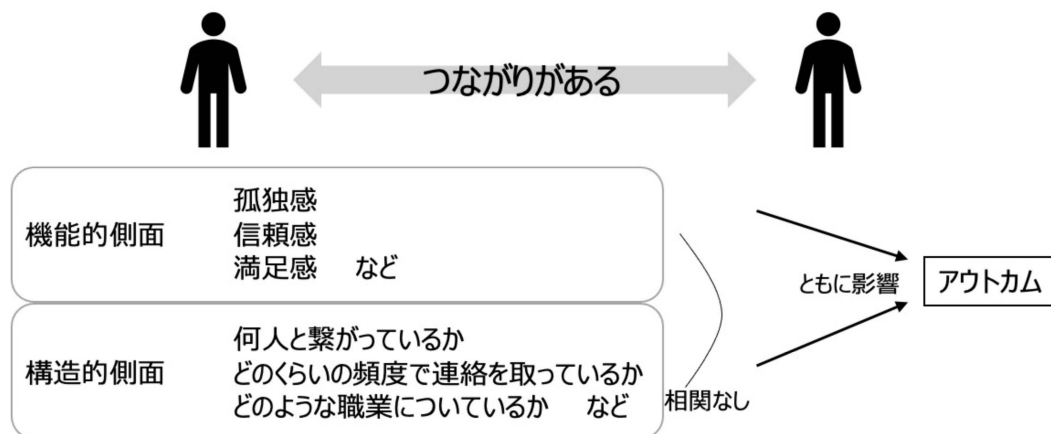 つながりがある
機能的側面
孤独感
信頼感
満足感 など
構造的側面
何人と繋がっているか
どのくらいの頻度で連絡を取っているか
どのような職業についているか など
相関なし
ともに影響
アウトカム